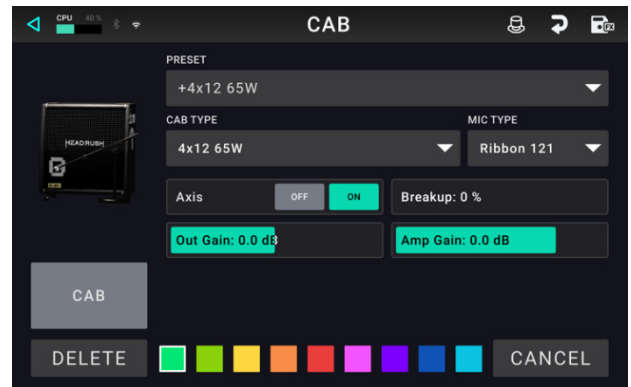 CPU 40% CAB
PRESET
+4x12 65W
CAB TYPE MIC TYPE
4x12 65W Ribbon 121
HEADRUSH
Axis OFF ON Breakup: 0 %
Out Gain: 0.0 dB Amp Gain: 0.0 dB
CAB
DELETE CANCEL